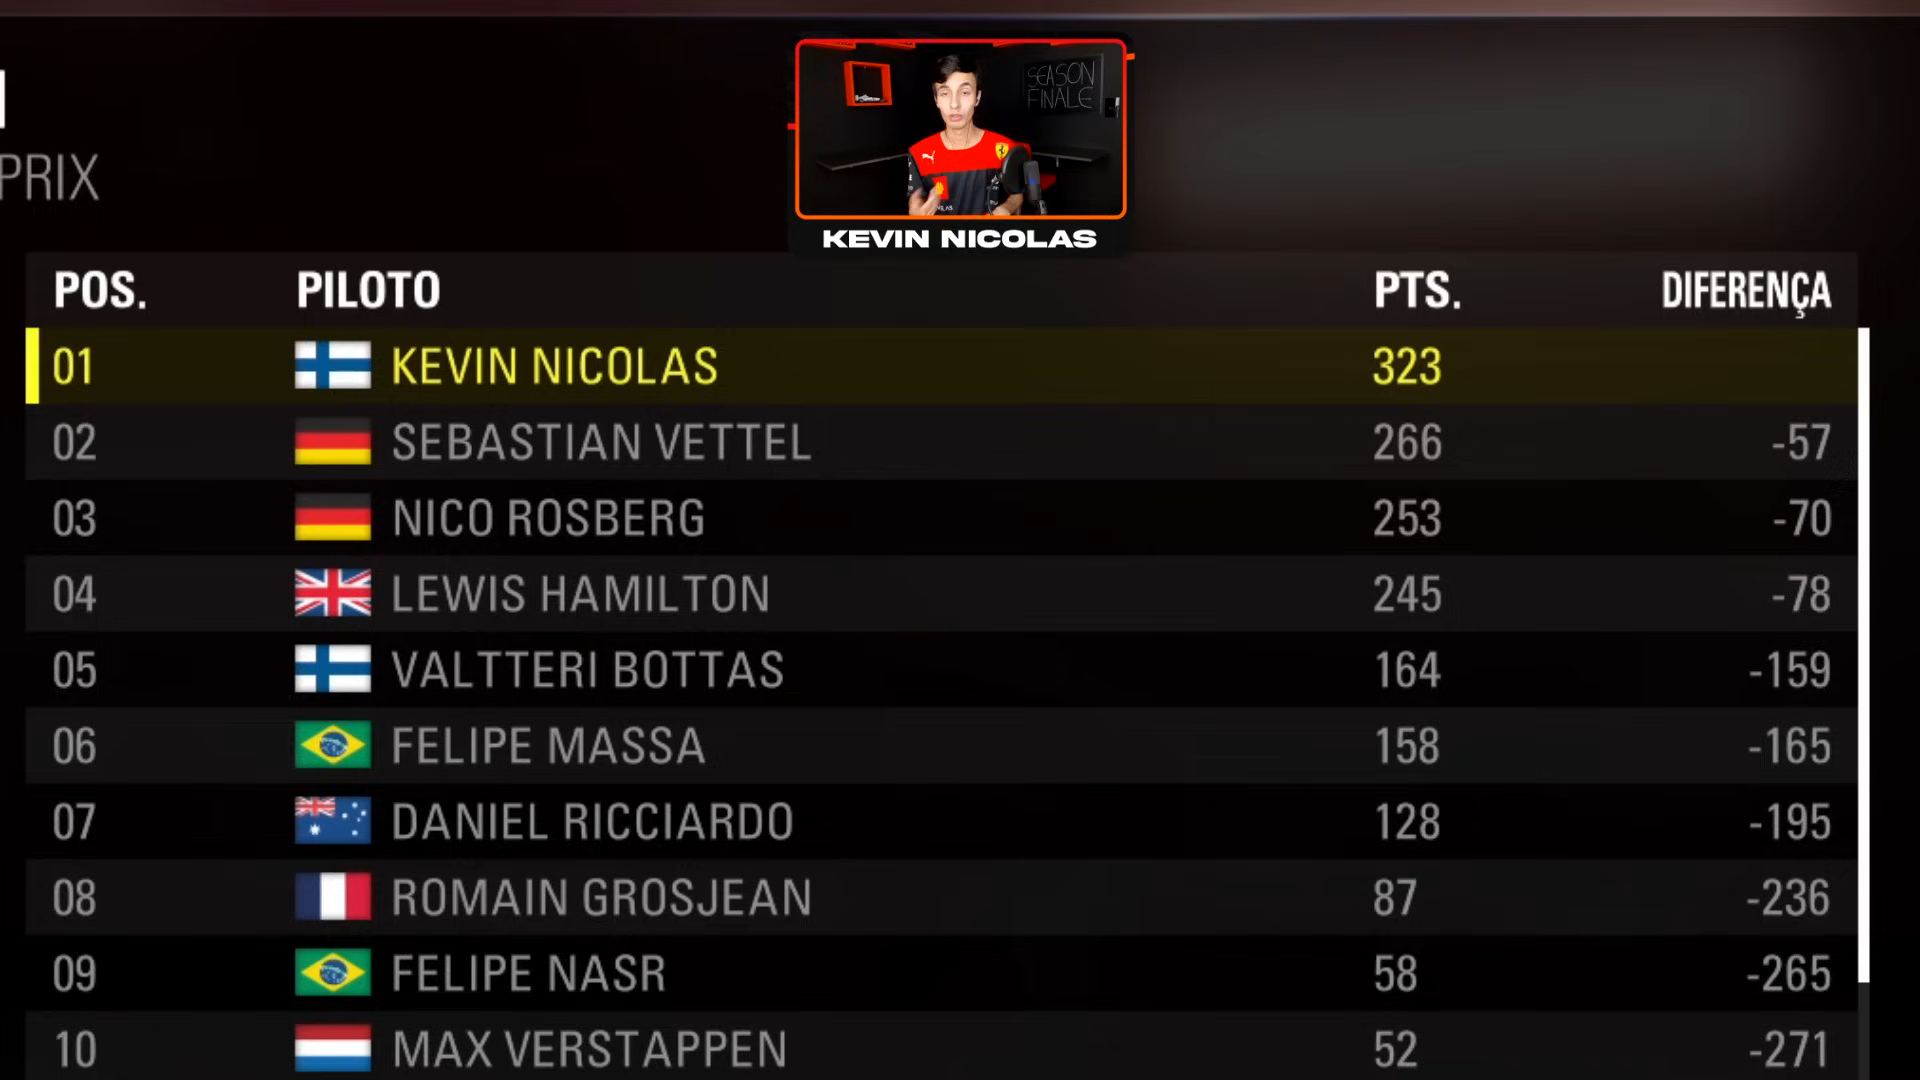 SEASON
FINALE
PRIX
KEVIN NICOLAS
POS. PILOTO PTS. DIFERENÇA
01 KEVIN NICOLAS 323
02 SEBASTIAN VETTEL 266 -57
03 NICO ROSBERG 253 -70
04 LEWIS HAMILTON 245 -78
05 VALTTERI BOTTAS 164 -159
06 FELIPE MASSA 158 -165
07 DANIEL RICCIARDO 128 -195
08 ROMAIN GROSJEAN 87 -236
09 FELIPE NASR 58 -265
10 MAX VERSTAPPEN 52 -271